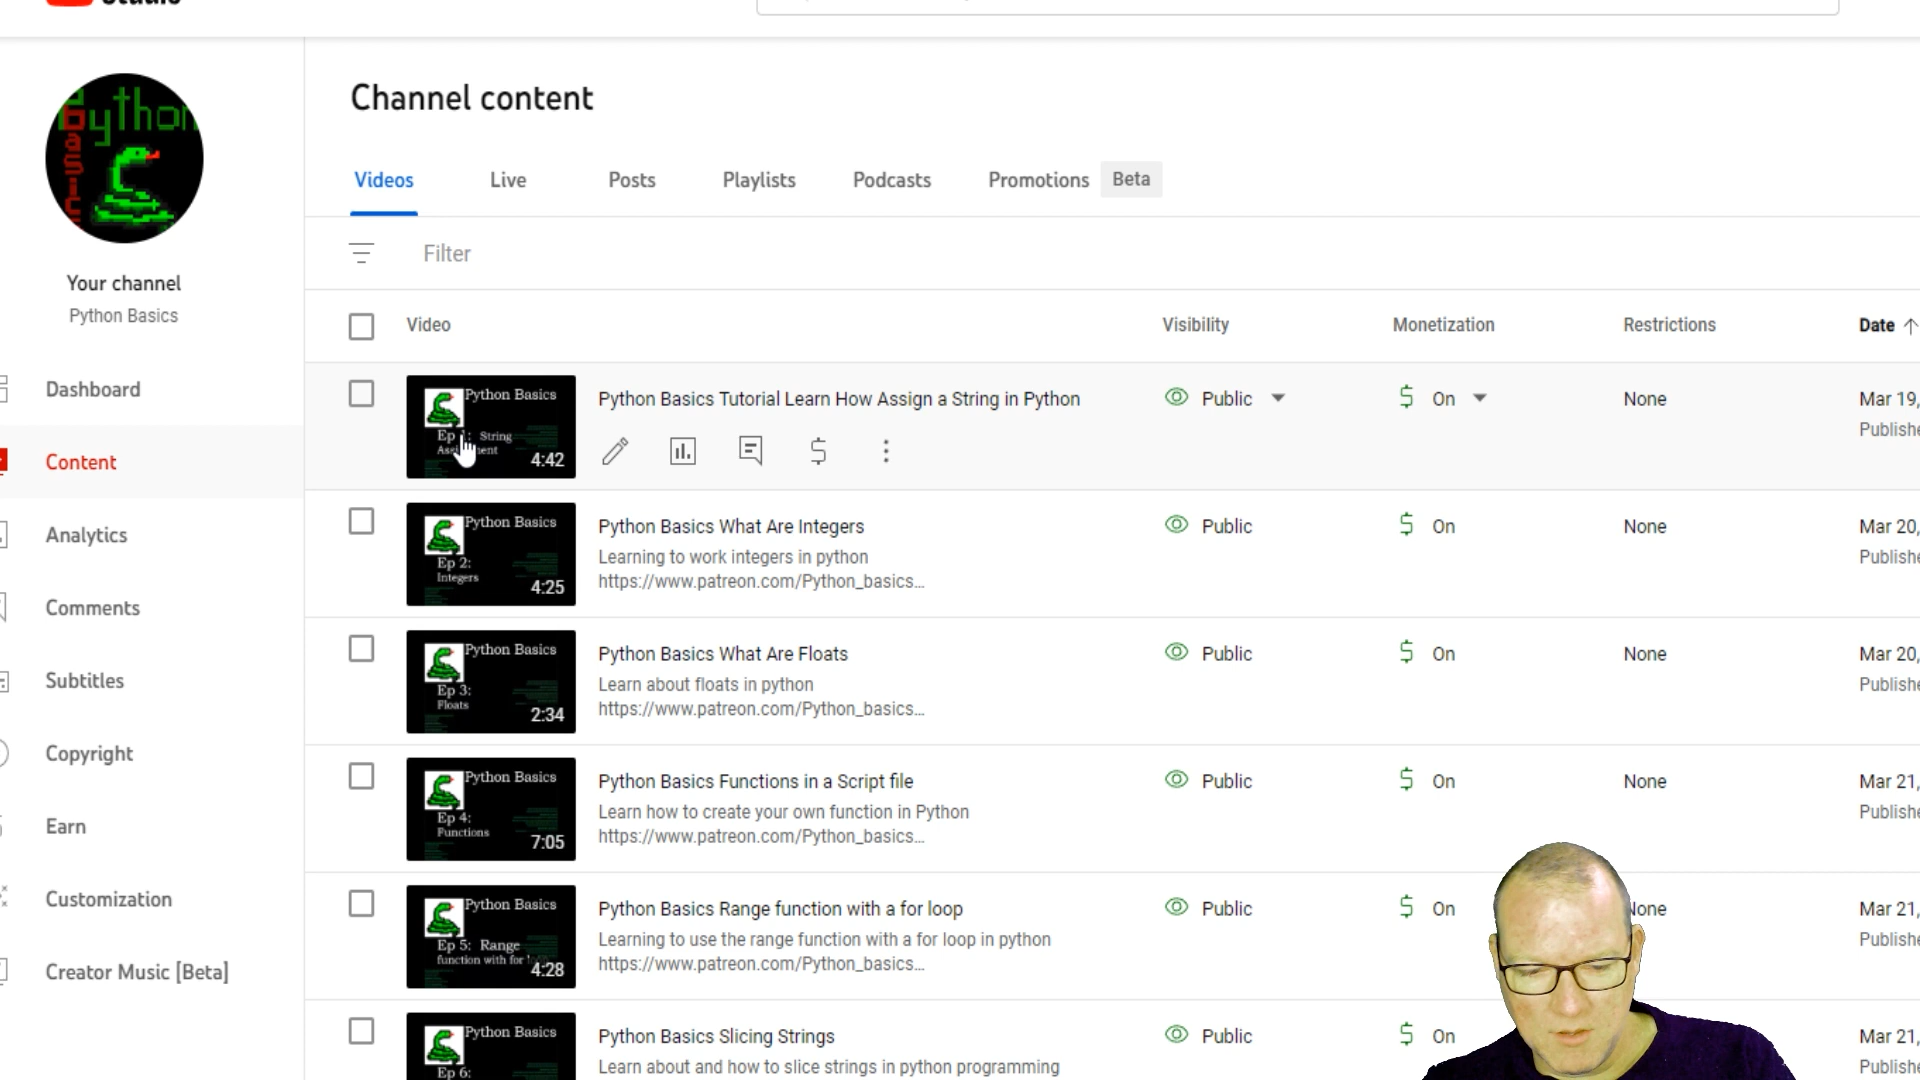 Channel content
Videos Live Posts Playlists Podcasts Promotions Beta
Filter
Your channel
Python Basics
Dashboard
Content
Analytics
Comments
Subtitles
Copyright
Earn
Customization
Creator Music [Beta]
Video Visibility Monetization Restrictions Date
Python Basics
String
4:42
Python Basics Tutorial Learn How Assign a String in Python
Public On None Mar 19,
Python Basics
Ep 2:
Integers
4:25
Python Basics What Are Integers
Learning to work integers in python
https://www.patreon.com/Python_basics...
Public On None Mar 20,
Python Basics
Ep 3:
Floats
2:34
Python Basics What Are Floats
Learn about floats in python
https://www.patreon.com/Python_basics...
Public On None Mar 20,
Python Basics
Ep 4:
Functions
7:05
Python Basics Functions in a Script file
Learn how to create your own function in Python
https://www.patreon.com/Python_basics...
Public On None Mar 21,
Python Basics
Ep 5: Range
function with for
4:28
Python Basics Range function with a for loop
Learning to use the range function with a for loop in python
https://www.patreon.com/Python_basics...
Public On Mar 21,
Python Basics
Ep 6:
Python Basics Slicing Strings
Learn about and how to slice strings in python programming
Public On Mar 21,